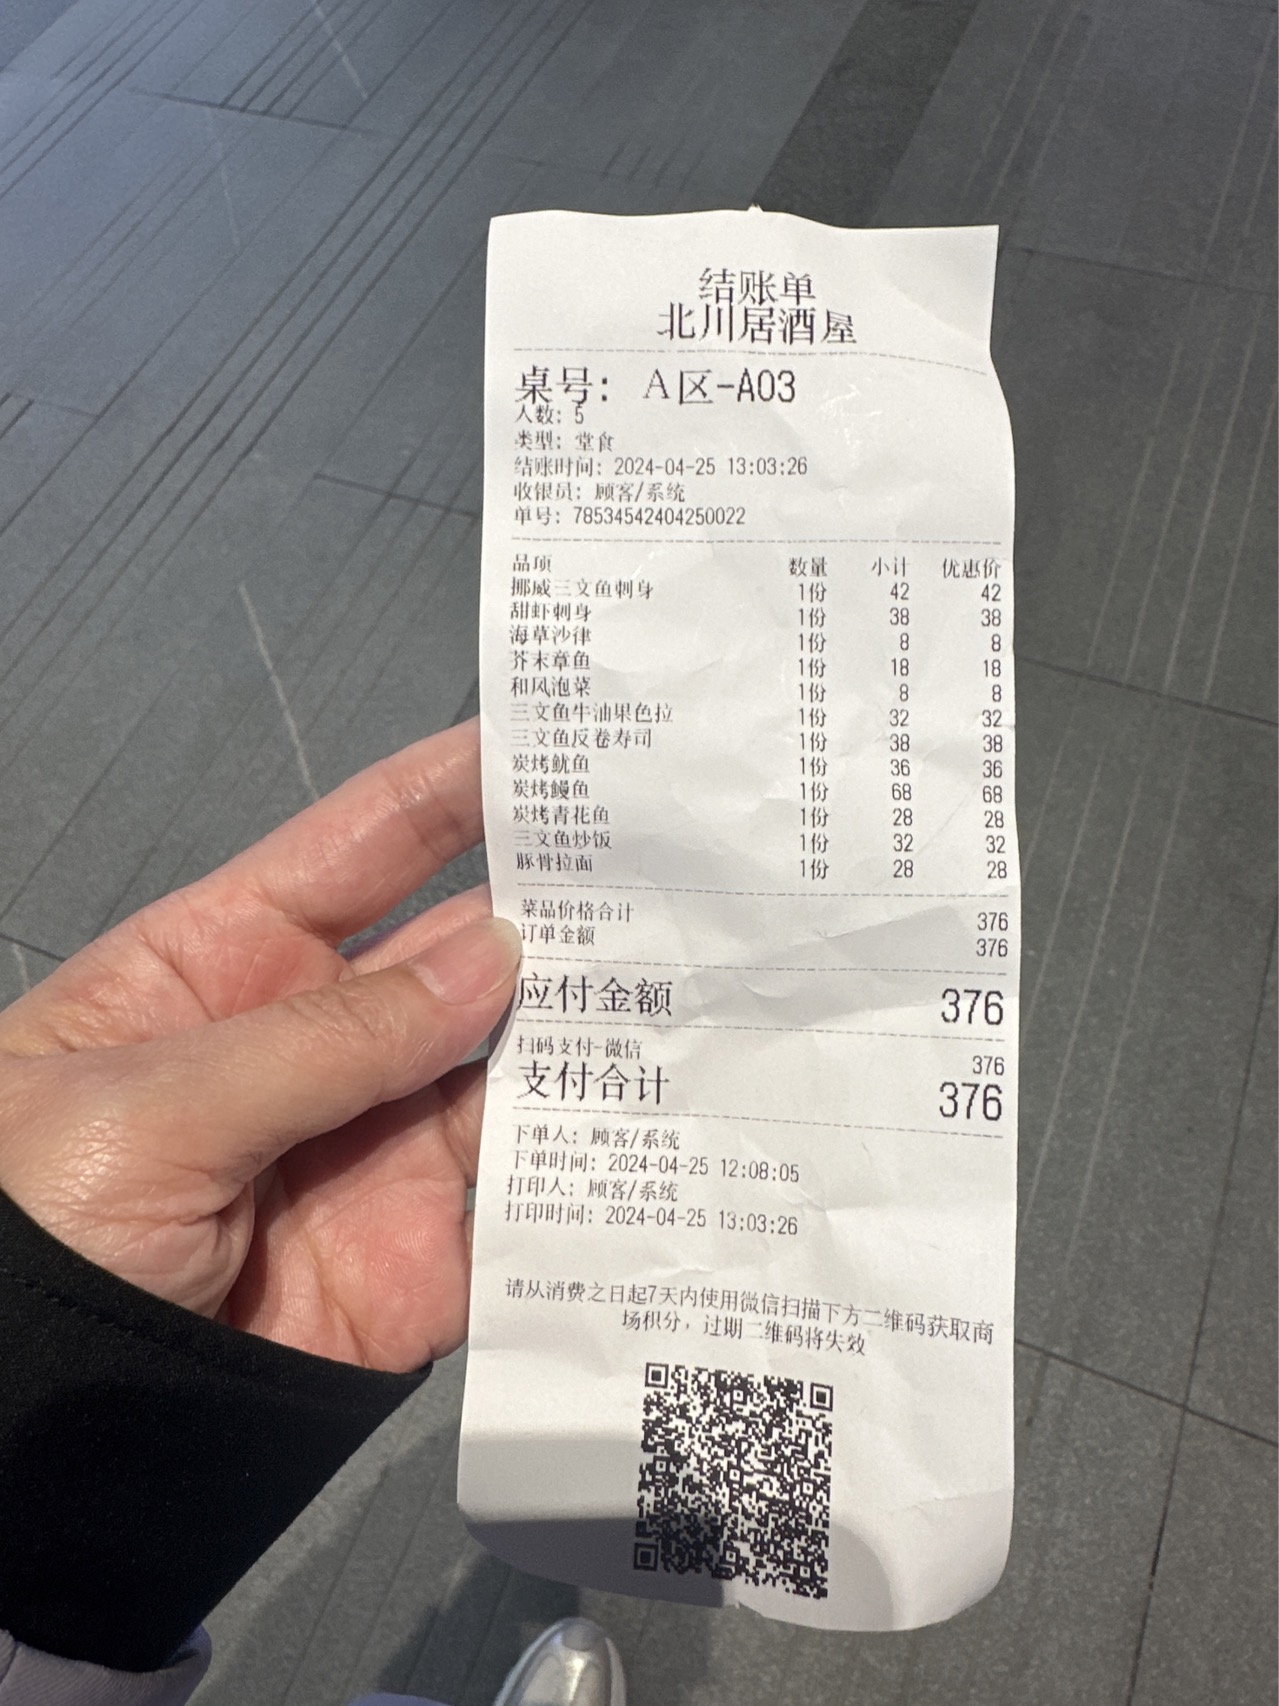 结账单
北川居酒屋
桌号： A区-A03
人数：5
类型：堂食
结账时间：2024-04-25 13:03:26
收银员：顾客/系统
单号：78534542404250022
品项 数量 小计 优惠价
挪威三文鱼刺身 1份 42 42
甜虾刺身 1份 38 38
海草沙律 1份 8 8
芥末章鱼 1份 18 18
和风泡菜 1份 8 8
三文鱼牛油果色拉 1份 32 32
三文鱼反卷寿司 1份 38 38
炭烤鱿鱼 1份 36 36
炭烤鳗鱼 1份 68 68
炭烤青花鱼 1份 28 28
三文鱼炒饭 1份 32 32
豚骨拉面 1份 28 28
菜品价格合计 376
订单金额 376
应付金额 376
扫码支付-微信 376
支付合计 376
下单人：顾客/系统
下单时间：2024-04-25 12:08:05
打印人：顾客/系统
打印时间：2024-04-25 13:03:26
请从消费之日起7天内使用微信扫描下方二维码获取商
场积分，过期二维码将失效